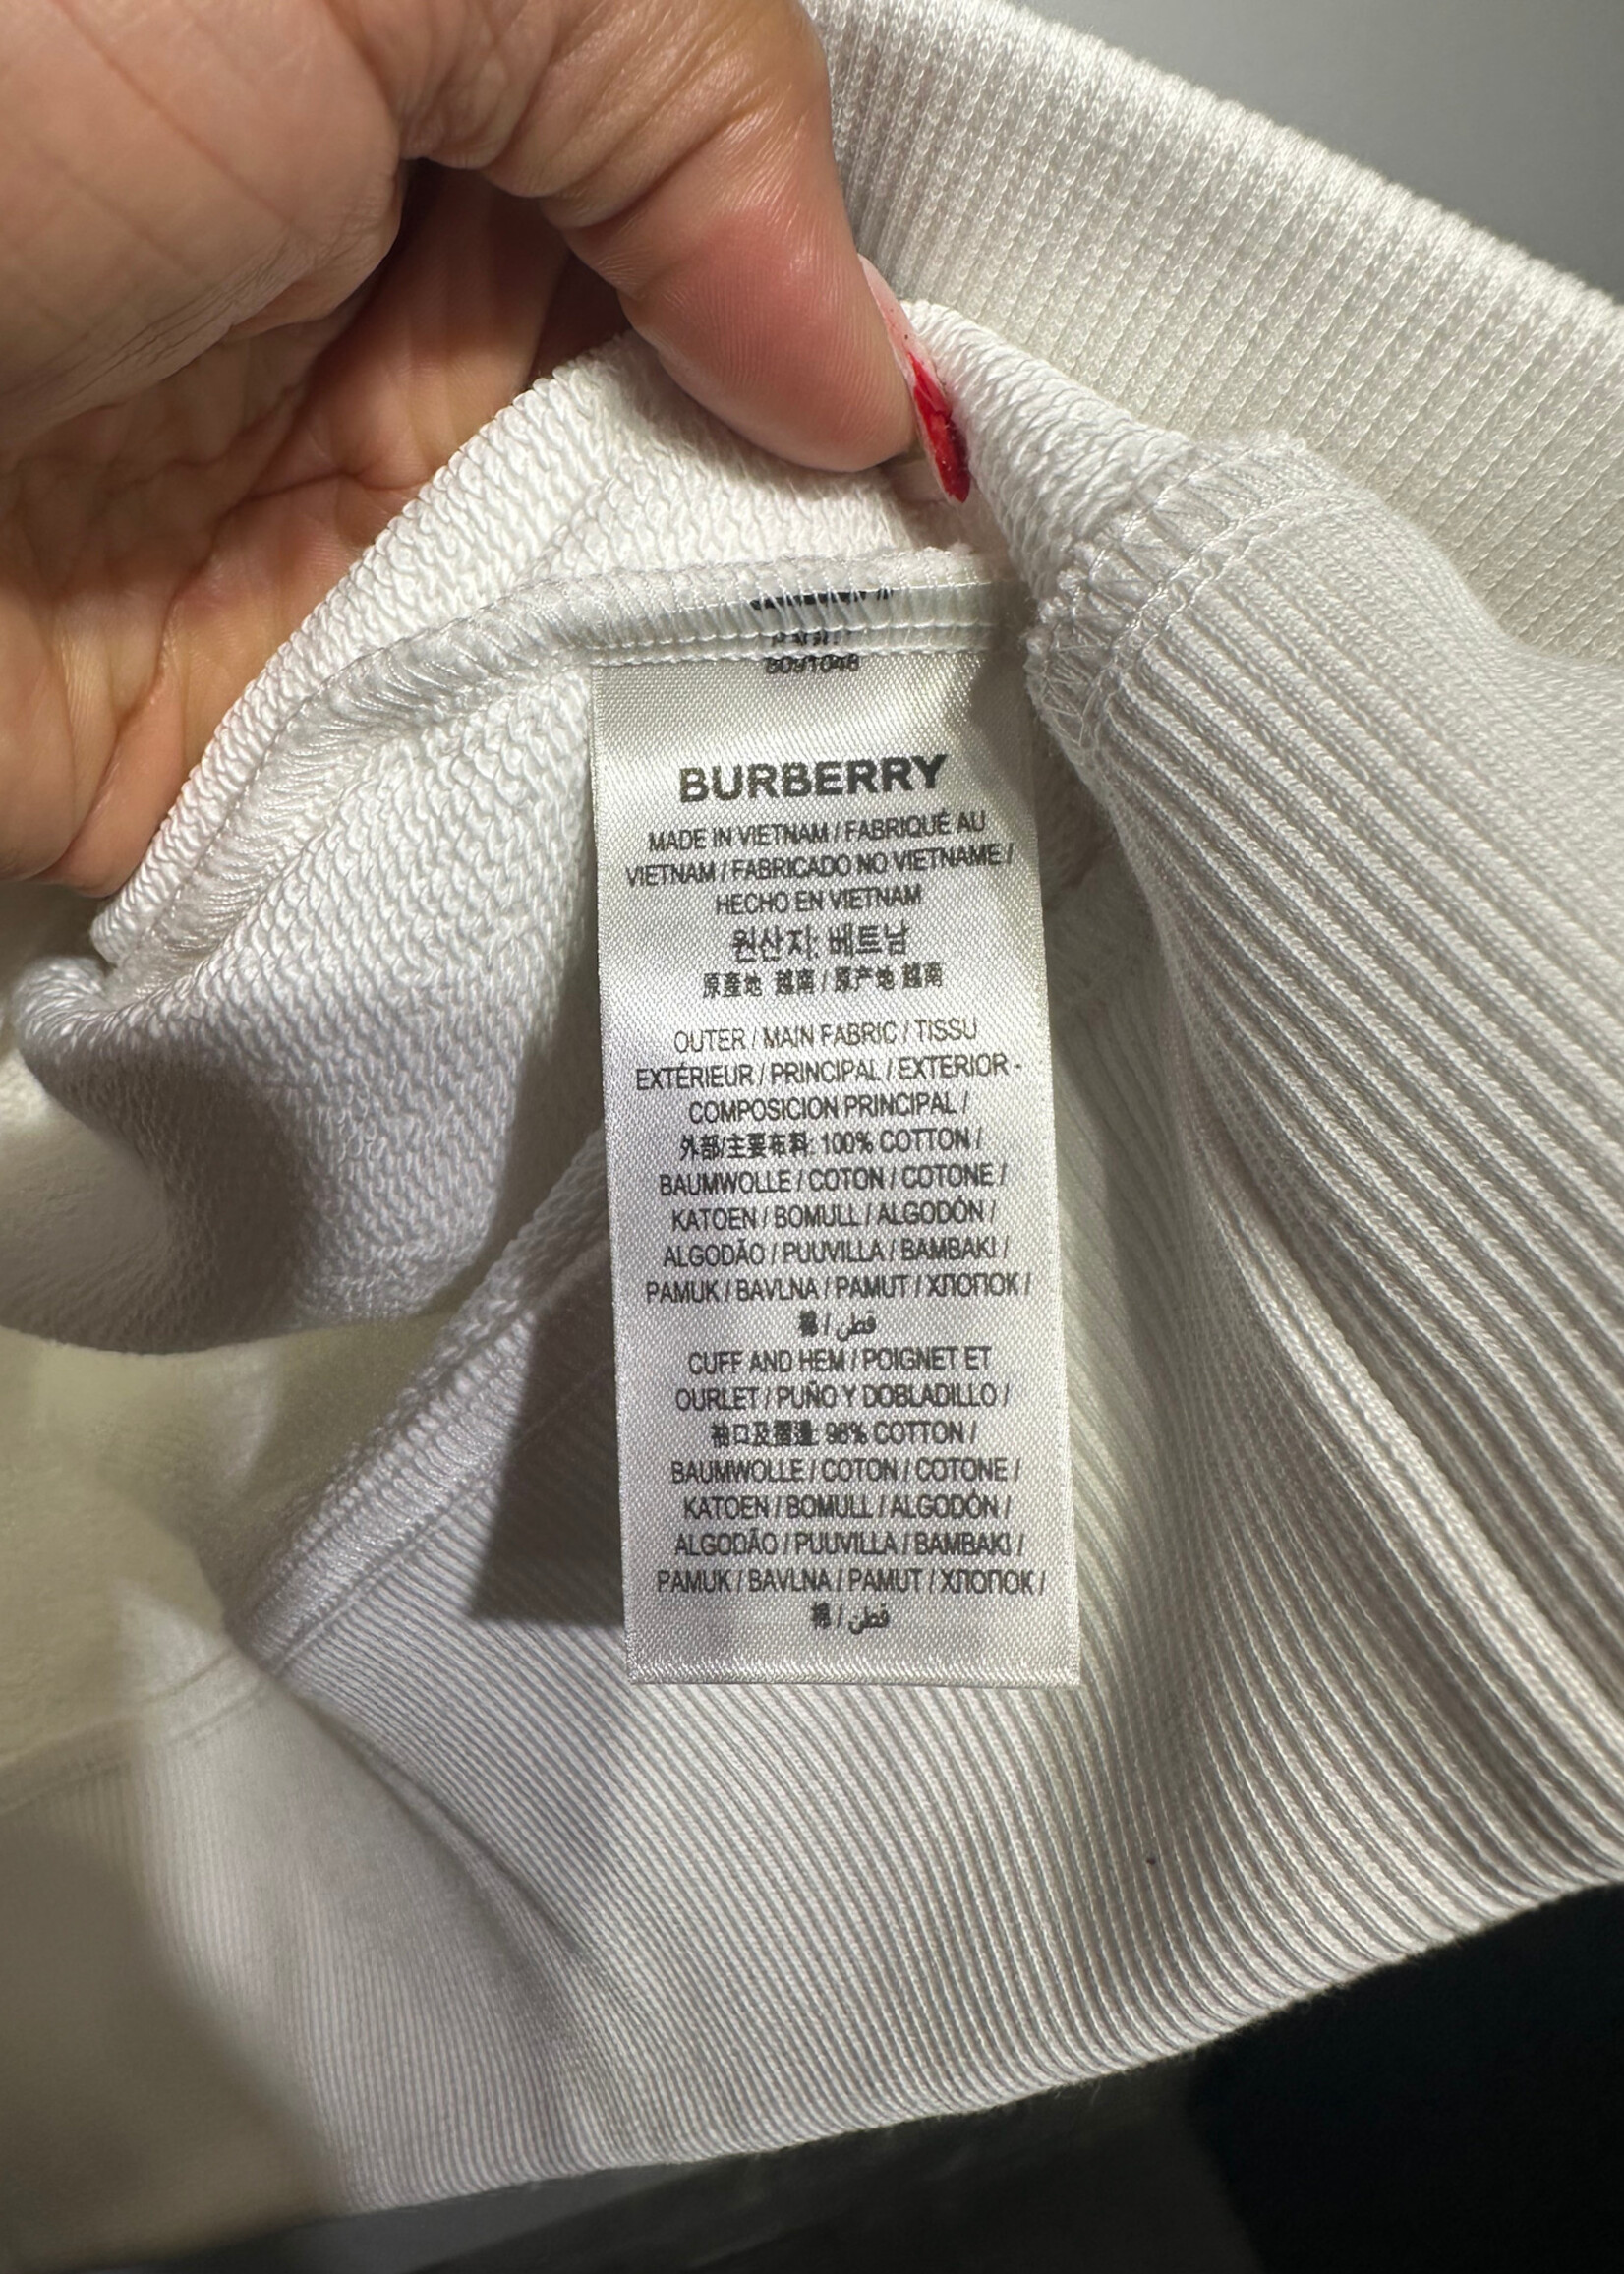 8091048
BURBERRY
MADE IN VIETNAM / FABRIQUÉ AU
VIETNAM / FABRICADO NO VIETNAME /
HECHO EN VIETNAM
원산지: 베트남
原産地 越南 / 原产地 越南
OUTER / MAIN FABRIC / TISSU
EXTÉRIEUR / PRINCIPAL / EXTERIOR -
COMPOSICION PRINCIPAL /
外部/主要布料: 100% COTTON /
BAUMWOLLE / COTON / COTONE /
KATOEN / BOMULL / ALGODÓN /
ALGODÃO / PUUVILLA / BAMBAKI /
PAMUK / BAVLNA / PAMUT / ХЛОПОК /
棉 / قطن
CUFF AND HEM / POIGNET ET
OURLET / PUÑO Y DOBLADILLO /
袖口及摺邊: 98% COTTON /
BAUMWOLLE / COTON / COTONE /
KATOEN / BOMULL / ALGODÓN /
ALGODÃO / PUUVILLA / BAMBAKI /
PAMUK / BAVLNA / PAMUT / ХЛОПОК /
棉 / قطن